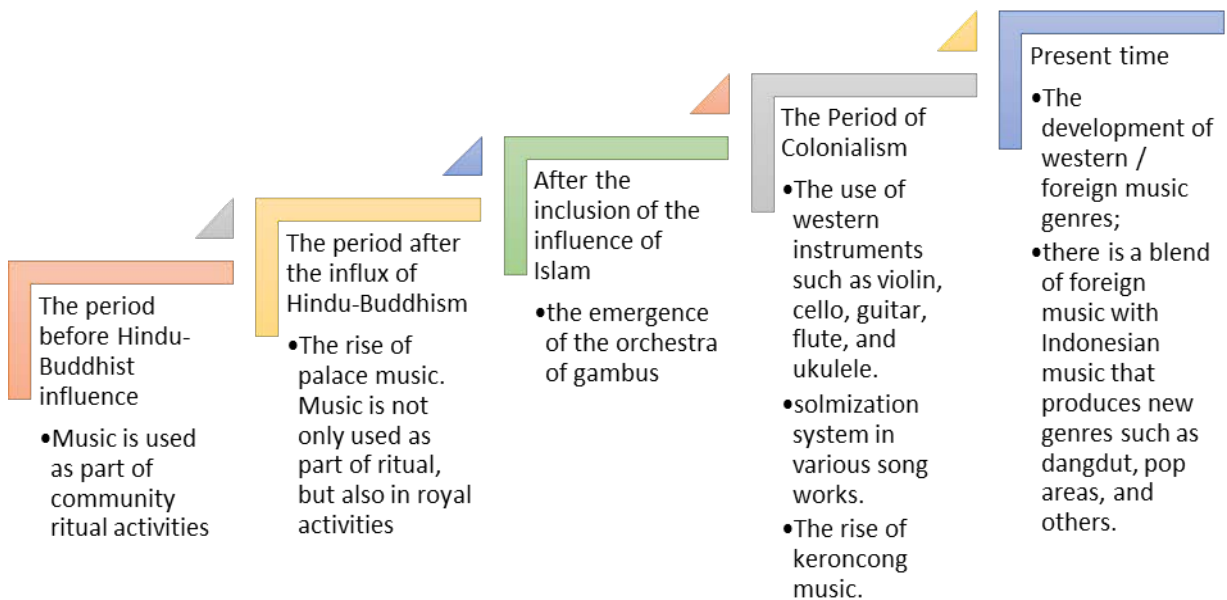 The period
before Hindu-
Buddhist
influence
•Music is used
as part of
community
ritual activities
The period after
the influx of
Hindu-Buddhism
•The rise of
palace music.
Music is not
only used as
part of ritual,
but also in royal
activities
After the
inclusion of the
influence of
Islam
•the emergence
of the orchestra
of gambus
The Period of
Colonialism
•The use of
western
instruments
such as violin,
cello, guitar,
flute, and
ukulele.
•solmization
system in
various song
works.
•The rise of
keroncong
music.
Present time
•The
development of
western /
foreign music
genres;
•there is a blend
of foreign
music with
Indonesian
music that
produces new
genres such as
dangdut, pop
areas, and
others.